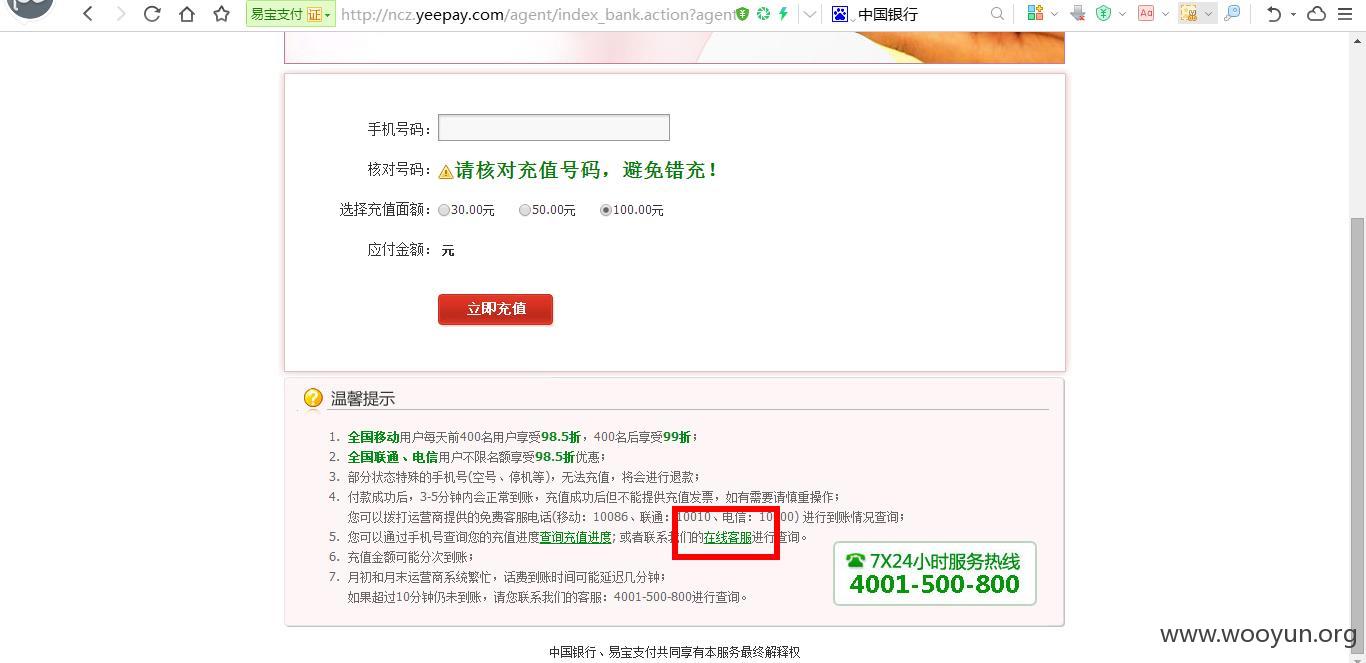 易宝支付 证 http://ncz.yeepay.com/agent/index_bank.action?agent 中国银行
手机号码：
核对号码： 请核对充值号码，避免错充！
选择充值面额： 30.00元 50.00元 100.00元
应付金额： 元
立即充值
温馨提示
1. 全国移动用户每天前400名用户享受98.5折，400名后享受99折；
2. 全国联通、电信用户不限名额享受98.5折优惠；
3. 部分状态特殊的手机号(空号、停机等)，无法充值，将会进行退款；
4. 付款成功后，3-5分钟内会正常到账，充值成功后但不能提供充值发票，如有需要请慎重操作；
您可以拨打运营商提供的免费客服电话(移动：10086、联通：10010、电信：10000) 进行到账情况查询；
5. 您可以通过手机号查询您的充值进度查询充值进度; 或者联系我们的在线客服进行查询。
6. 充值金额可能分次到账；
7. 月初和月末运营商系统繁忙，话费到账时间可能延迟几分钟；
如果超过10分钟仍未到账，请您联系我们的客服：4001-500-800进行查询。
7X24小时服务热线
4001-500-800
www.wooyun.org
中国银行、易宝支付共同享有本服务最终解释权